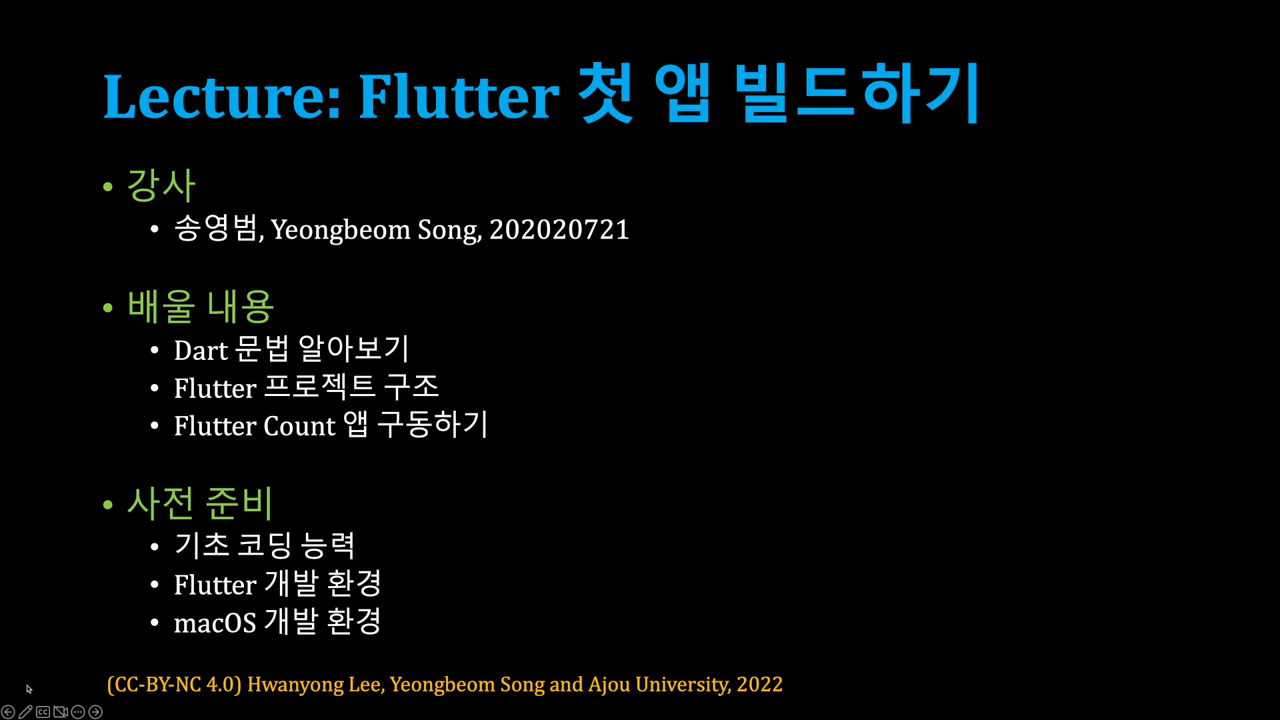 Lecture: Flutter 첫 앱 빌드하기
• 강사
• 송영범, Yeongbeom Song, 202020721
• 배울 내용
• Dart 문법 알아보기
• Flutter 프로젝트 구조
• Flutter Count 앱 구동하기
• 사전 준비
• 기초 코딩 능력
• Flutter 개발 환경
• macOS 개발 환경
(CC-BY-NC 4.0) Hwanyong Lee, Yeongbeom Song and Ajou University, 2022